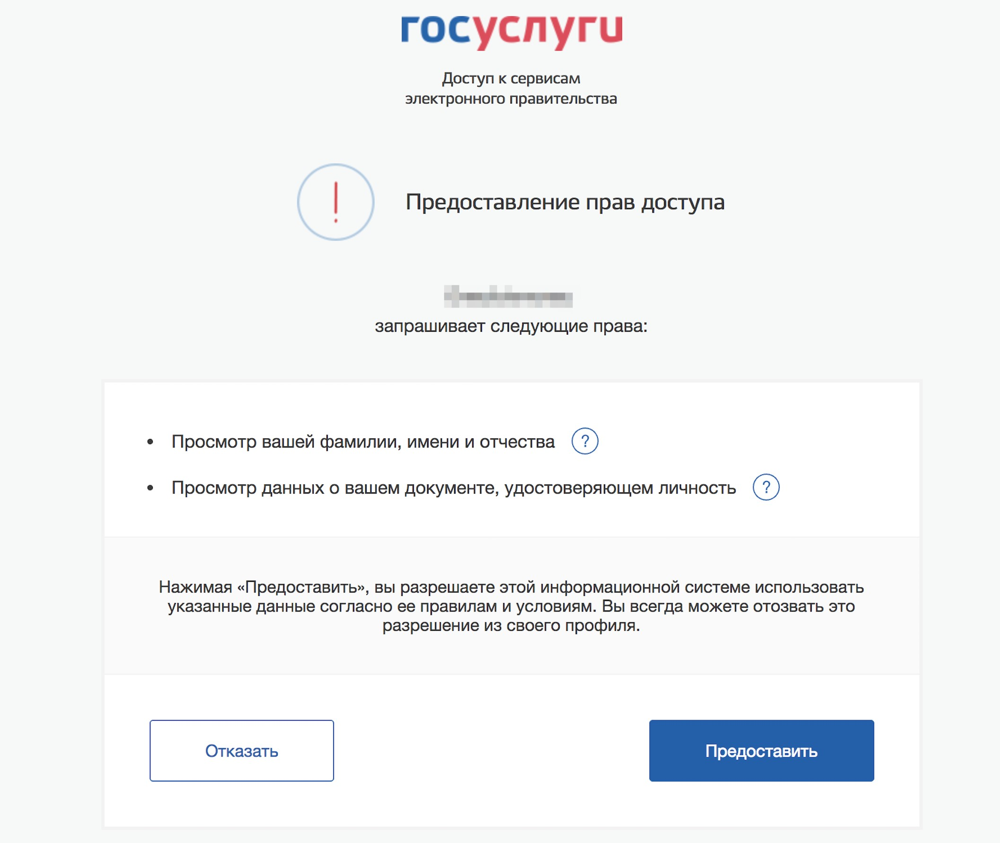 госуслуги
Доступ к сервисам
электронного правительства
!
Предоставление прав доступа
запрашивает следующие права:
• Просмотр вашей фамилии, имени и отчества ?
• Просмотр данных о вашем документе, удостоверяющем личность ?
Нажимая «Предоставить», вы разрешаете этой информационной системе использовать
указанные данные согласно ее правилам и условиям. Вы всегда можете отозвать это
разрешение из своего профиля.
Отказать
Предоставить